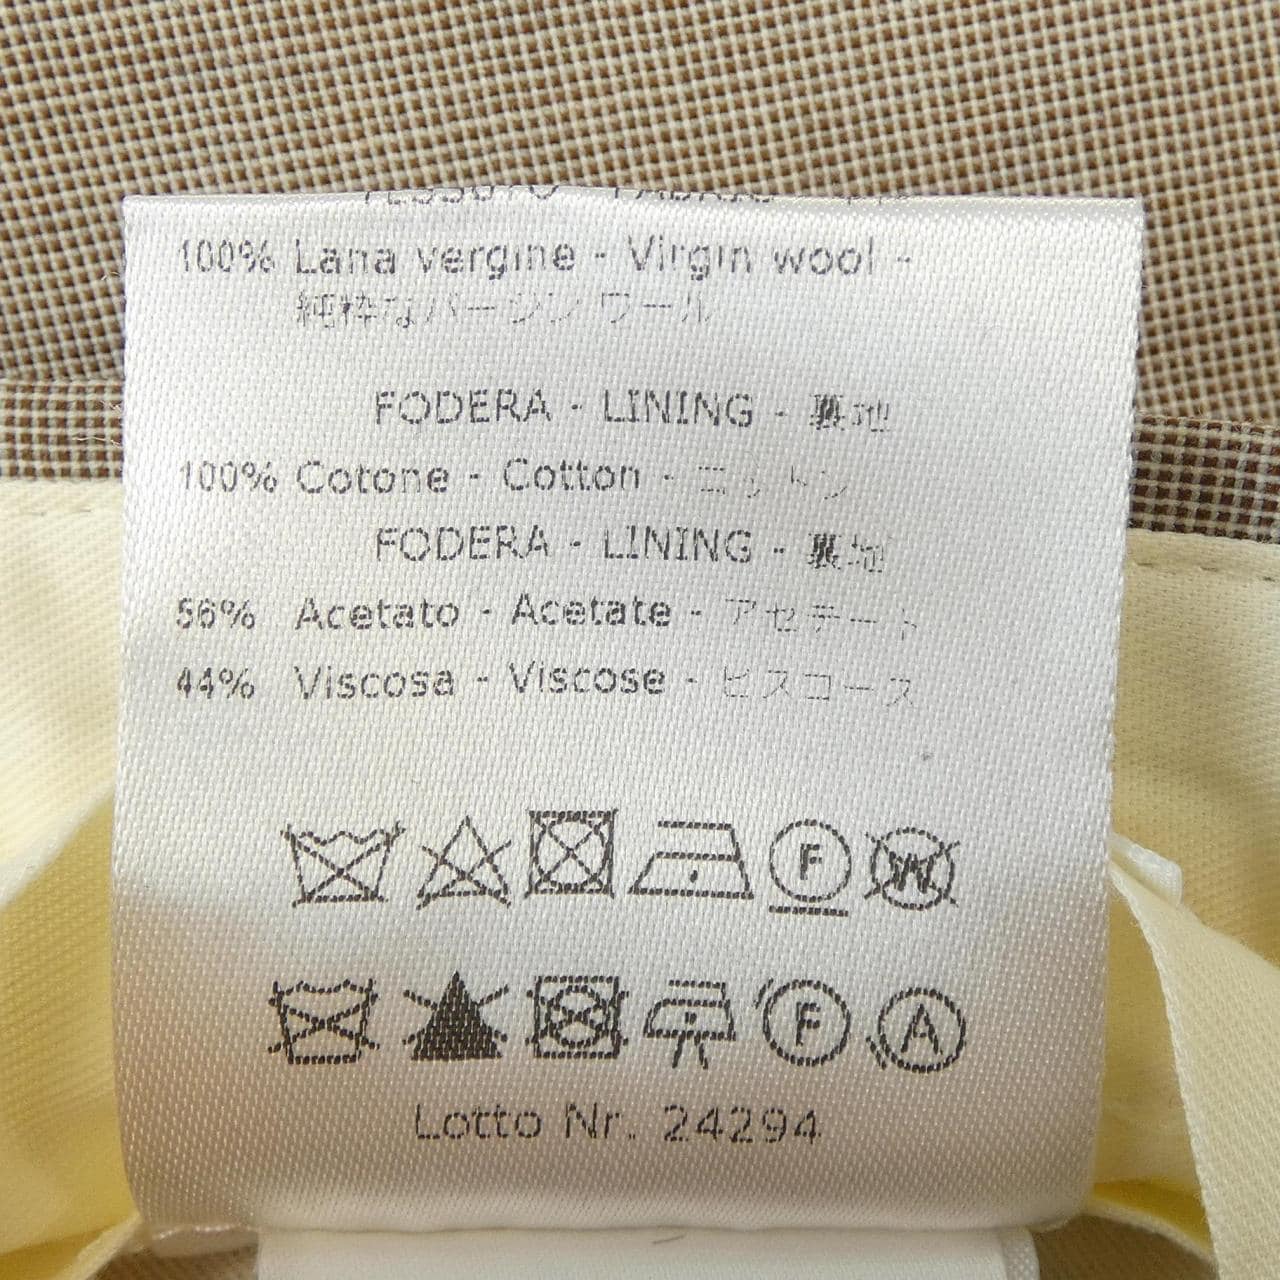 TESSUTO - FABRIC -
100% Lana vergine - Virgin wool -
純粋なバージン ウール
FODERA - LINING - 裏地
100% Cotone - Cotton - コットン
FODERA - LINING - 裏地
56% Acetato - Acetate - アセテート
44% Viscosa - Viscose - ビスコース
F W
F A
Lotto Nr. 24294